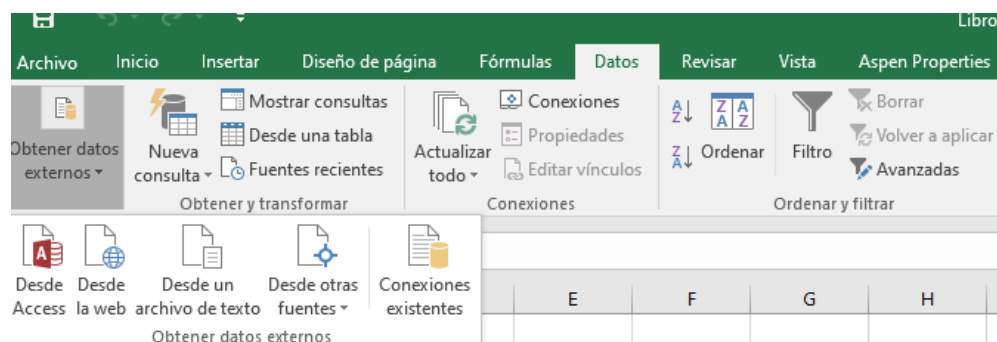 Libro
Archivo Inicio Insertar Diseño de página Fórmulas Datos Revisar Vista Aspen Properties
Obtener datos externos
Nueva consulta
Mostrar consultas
Desde una tabla
Fuentes recientes
Obtener y transformar
Actualizar todo
Conexiones
Propiedades
Editar vínculos
Conexiones
A
Z
Z
A
Z A
A Z
Ordenar
Filtro
Borrar
Volver a aplicar
Avanzadas
Ordenar y filtrar
A
Desde Access
Desde la web
Desde un archivo de texto
Desde otras fuentes
Conexiones existentes
Obtener datos externos
E F G H